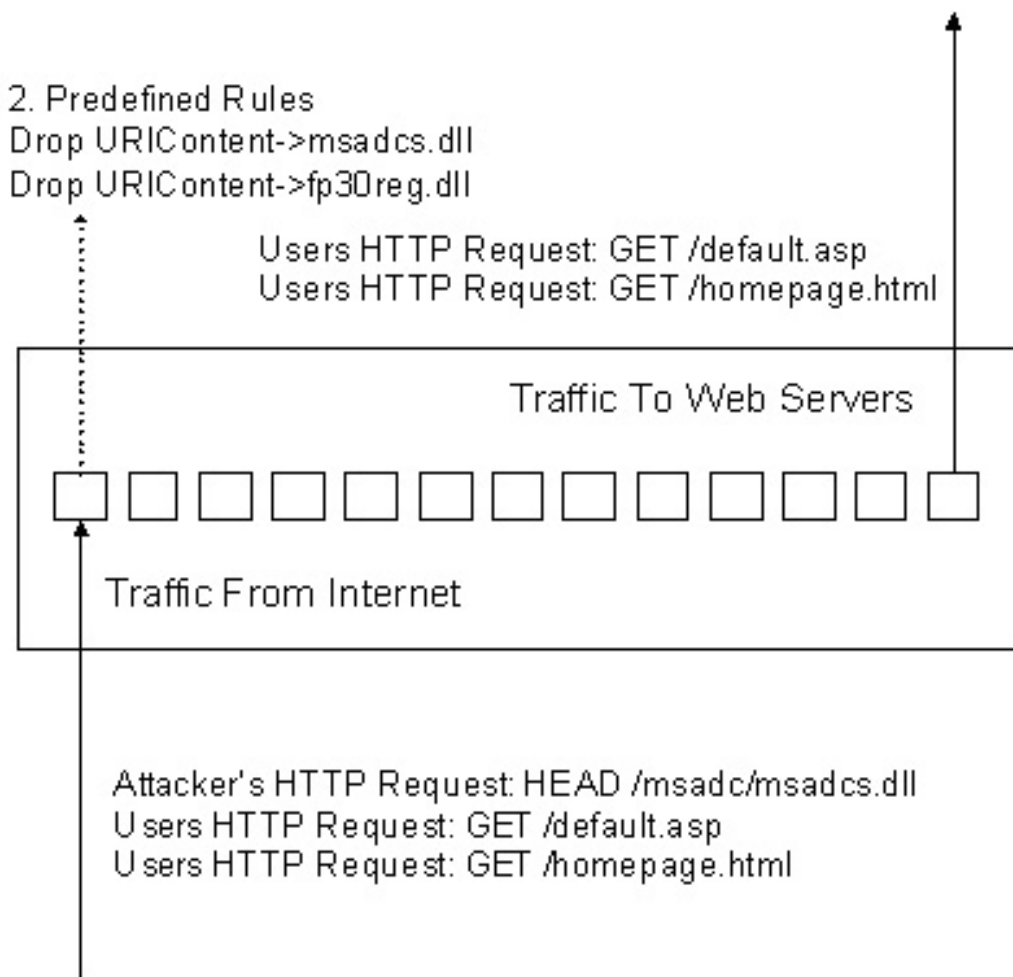 2. Predefined Rules
Drop URIContent->msadcs.dll
Drop URIContent->fp30reg.dll
Users HTTP Request: GET /default.asp
Users HTTP Request: GET /homepage.html
Traffic To Web Servers
Traffic From Internet
Attacker's HTTP Request: HEAD /msadc/msadcs.dll
Users HTTP Request: GET /default.asp
Users HTTP Request: GET /homepage.html